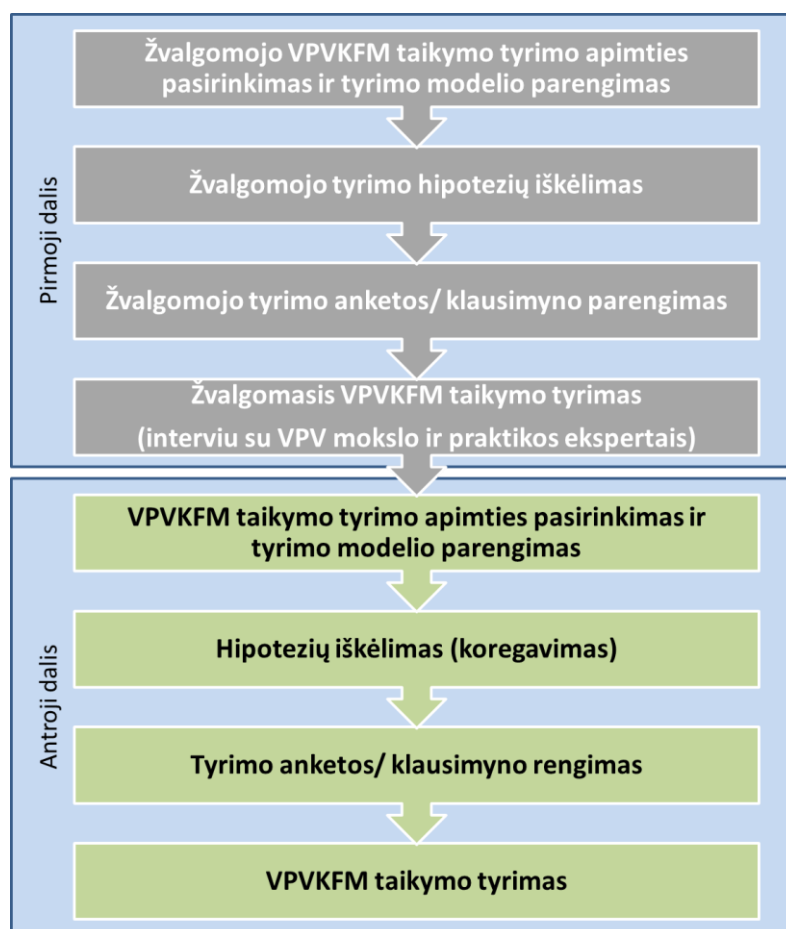 Pirmoji dalis
Žvalgomojo VPVKFM taikymo tyrimo apimties
pasirinkimas ir tyrimo modelio parengimas
Žvalgomojo tyrimo hipotezių iškėlimas
Žvalgomojo tyrimo anketos/ klausimyno parengimas
Žvalgomasis VPVKFM taikymo tyrimas
(interviu su VPV mokslo ir praktikos ekspertais)
Antroji dalis
VPVKFM taikymo tyrimo apimties pasirinkimas ir
tyrimo modelio parengimas
Hipotezių iškėlimas (koregavimas)
Tyrimo anketos/ klausimyno rengimas
VPVKFM taikymo tyrimas